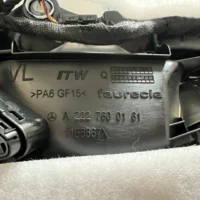 VL ITW Q
>PA6 GF15< faurecia
A 222 760 01 61